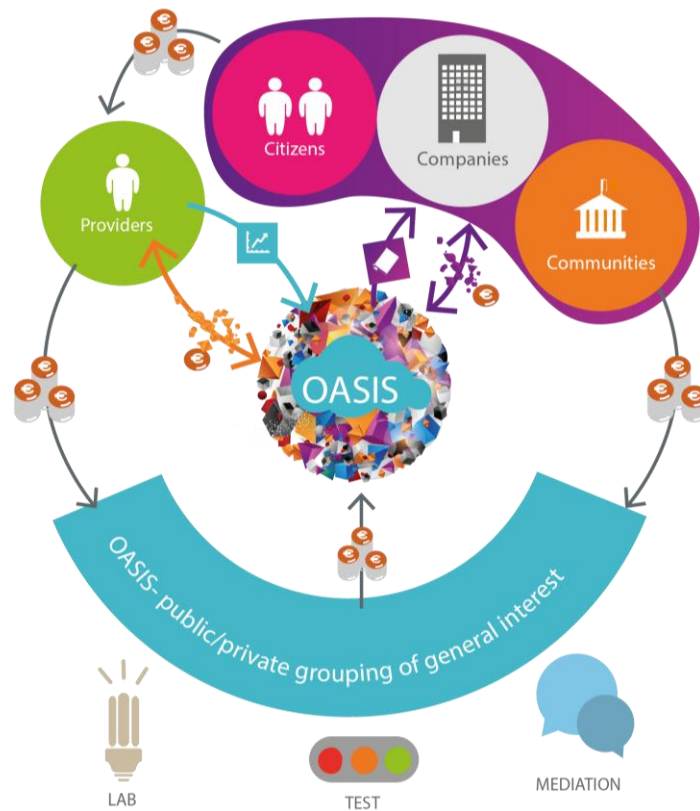 Citizens
Companies
Providers
Communities
€
€
€
€
€
OASIS
€
€
€
€
€
€
€
€
€
OASIS- public/private grouping of general interest
LAB
TEST
MEDIATION